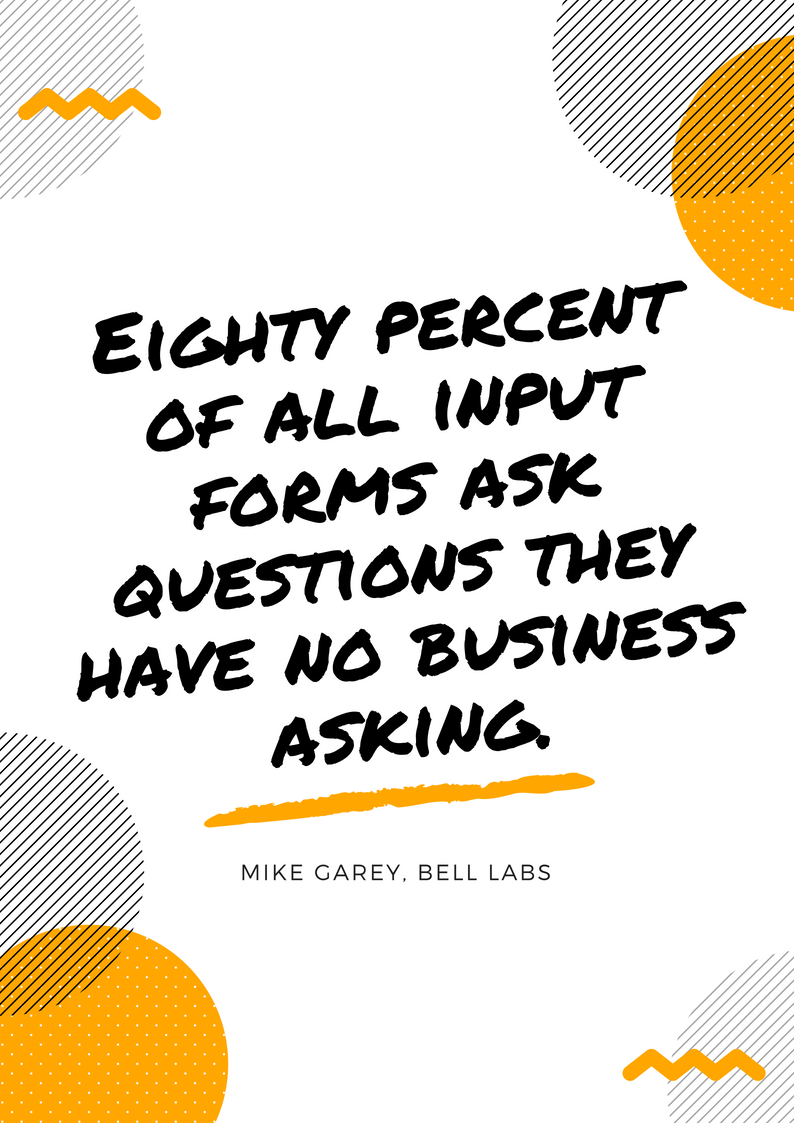 Eighty percent
of all input
forms ask
questions they
have no business
asking.
MIKE GAREY, BELL LABS